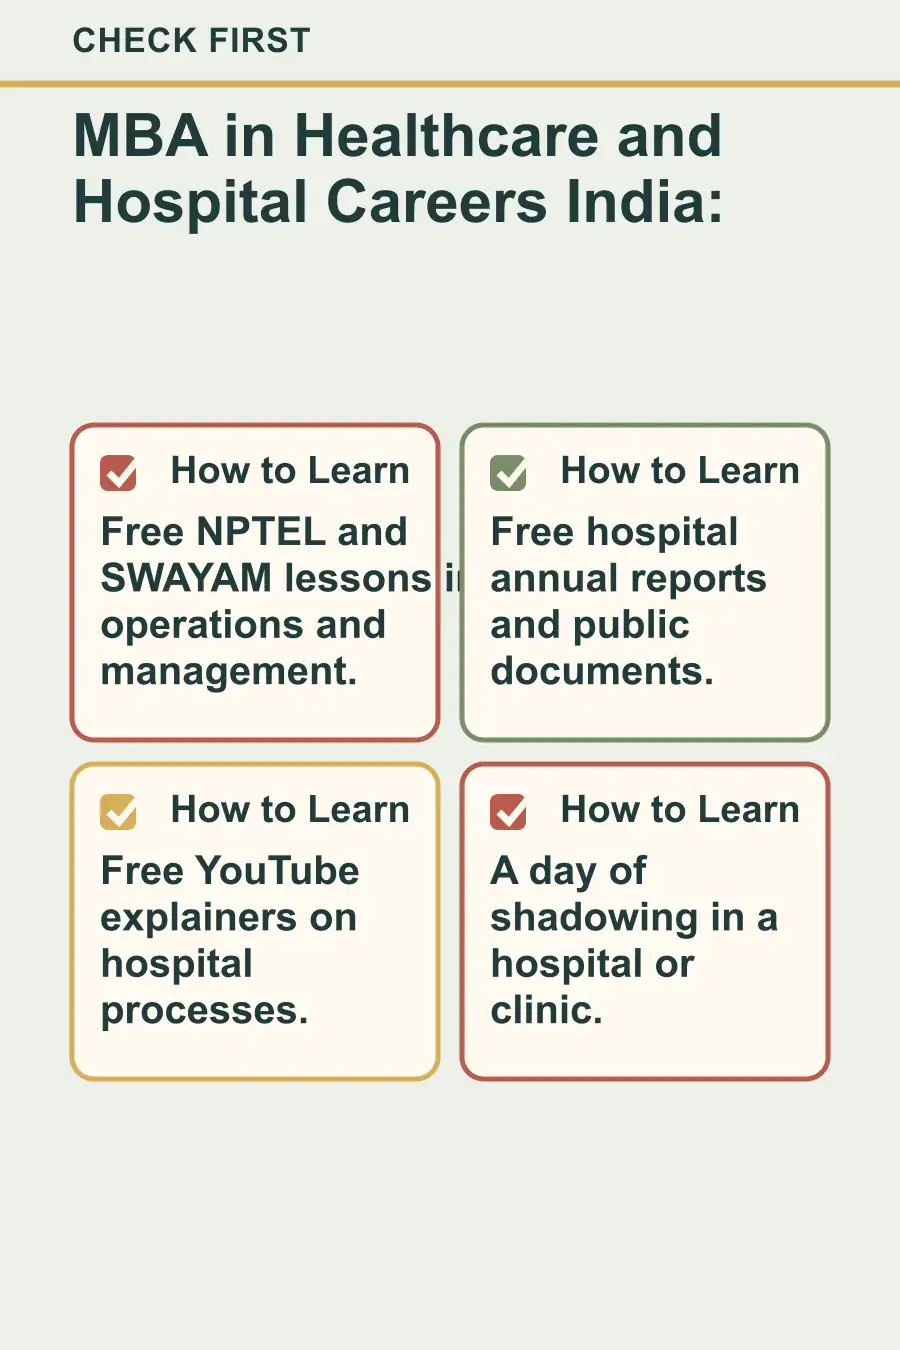 CHECK FIRST
MBA in Healthcare and
Hospital Careers India:
How to Learn
Free NPTEL and
SWAYAM lessons
operations and
management.
How to Learn
Free hospital
annual reports
and public
documents.
How to Learn
Free YouTube
explainers on
hospital
processes.
How to Learn
A day of
shadowing in a
hospital or
clinic.